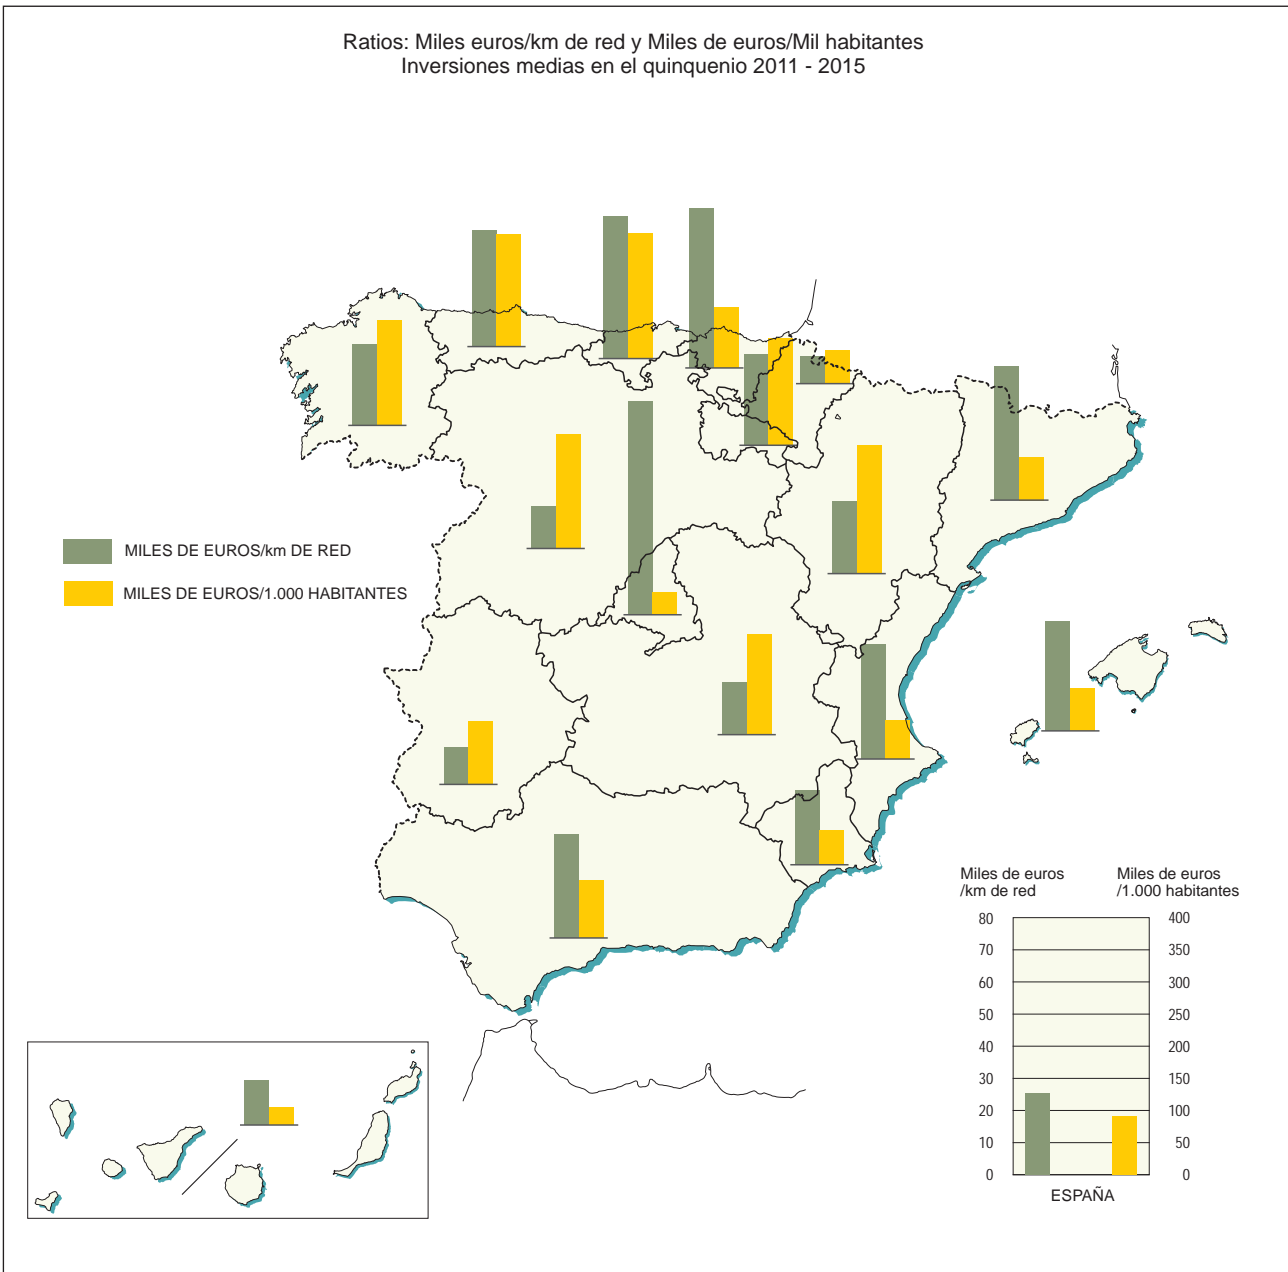 Ratios: Miles euros/km de red y Miles de euros/Mil habitantes
Inversiones medias en el quinquenio 2011 - 2015
MILES DE EUROS/km DE RED
MILES DE EUROS/1.000 HABITANTES
Miles de euros
/km de red
Miles de euros
/1.000 habitantes
80 400
70 350
60 300
50 250
40 200
30 150
20 100
10 50
0 0
ESPAÑA